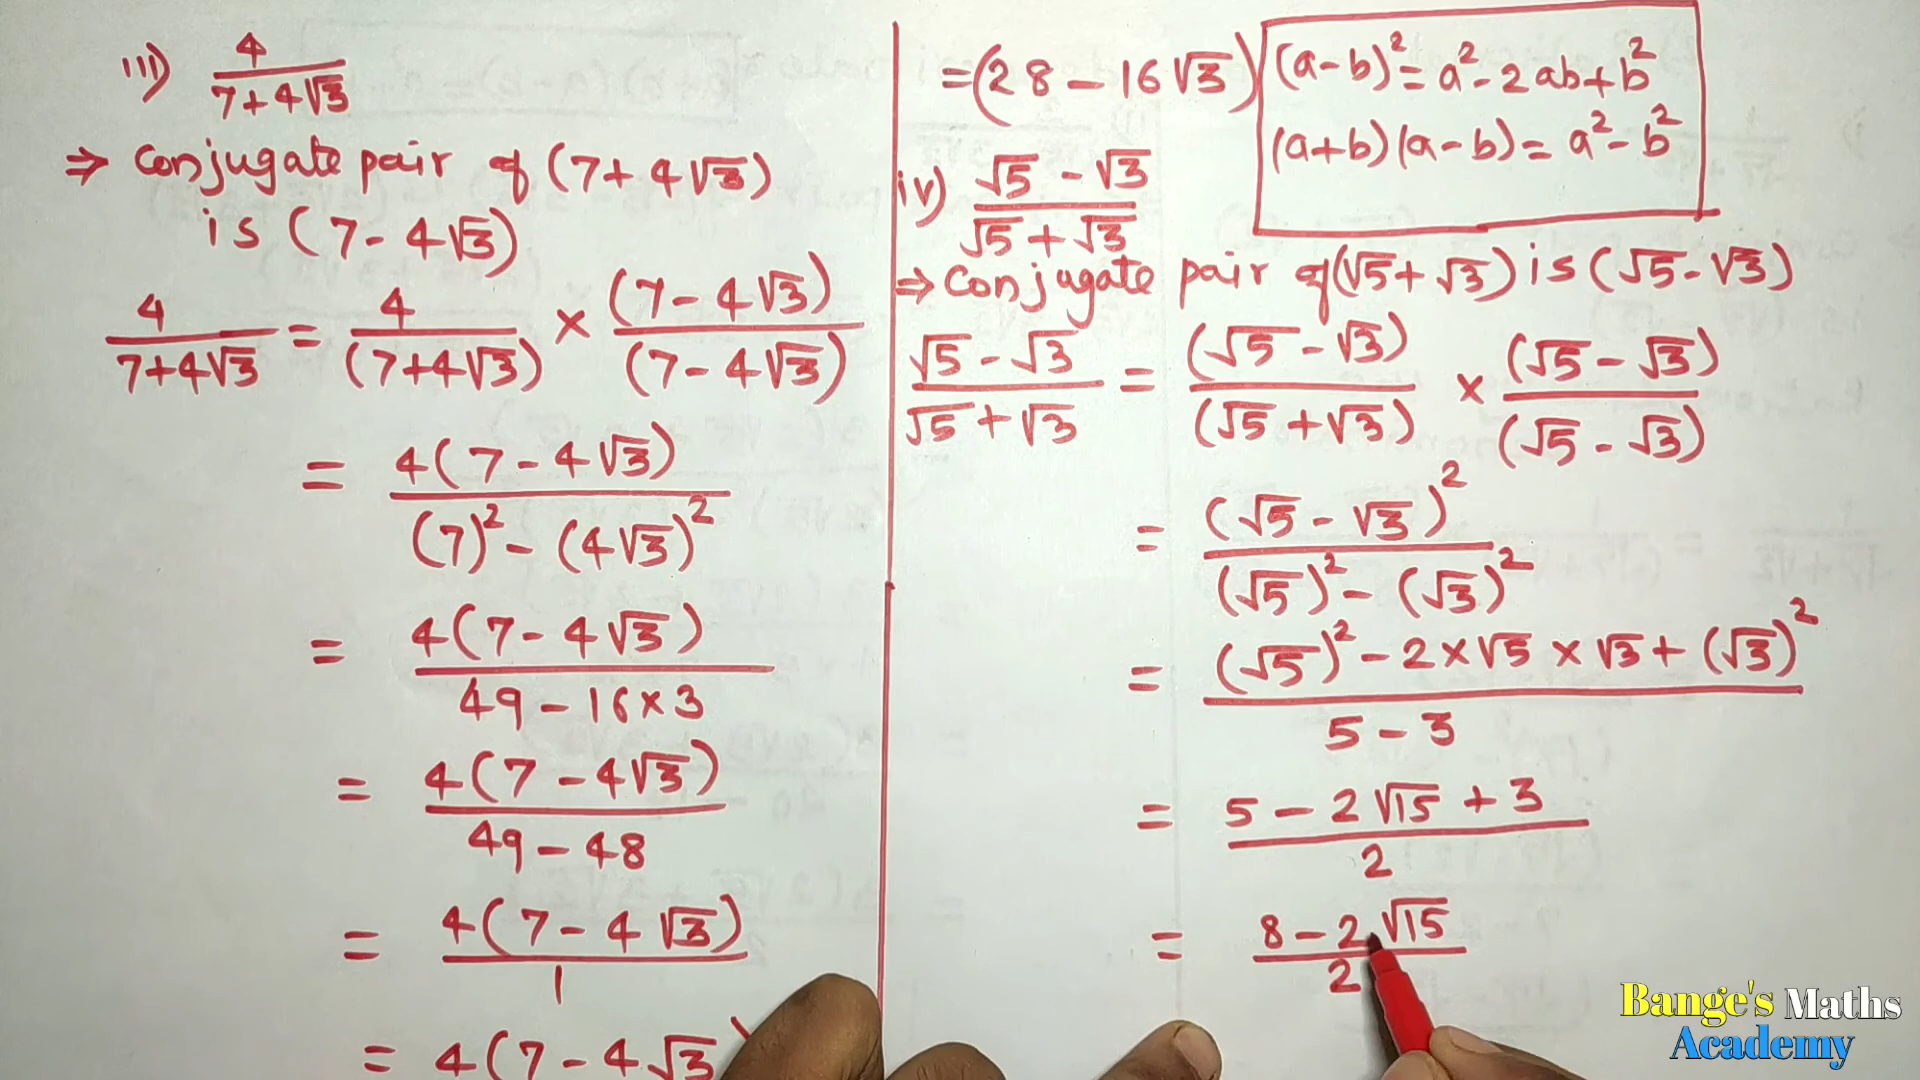 iii) 4/(7+4√3)
⇒ Conjugate pair of (7+4√3)
is (7-4√3)
4/(7+4√3) = 4/(7+4√3) × (7-4√3)/(7-4√3)
= 4(7-4√3)/((7)²-(4√3)²)
= 4(7-4√3)/(49-16×3)
= 4(7-4√3)/(49-48)
= 4(7-4√3)/1
= 4(7-4√3
=(28-16√3)
(a-b)²=a²-2ab+b²
(a+b)(a-b)=a²-b²
iv) (√5-√3)/(√5+√3)
⇒ Conjugate pair of(√5+√3) is (√5-√3)
(√5-√3)/(√5+√3) = (√5-√3)/(√5+√3) × (√5-√3)/(√5-√3)
= (√5-√3)²/((√5)²-(√3)²)
= ((√5)²-2×√5×√3+(√3)²)/(5-3)
= (5-2√15+3)/2
= (8-2√15)/2
Bange's Maths
Academy